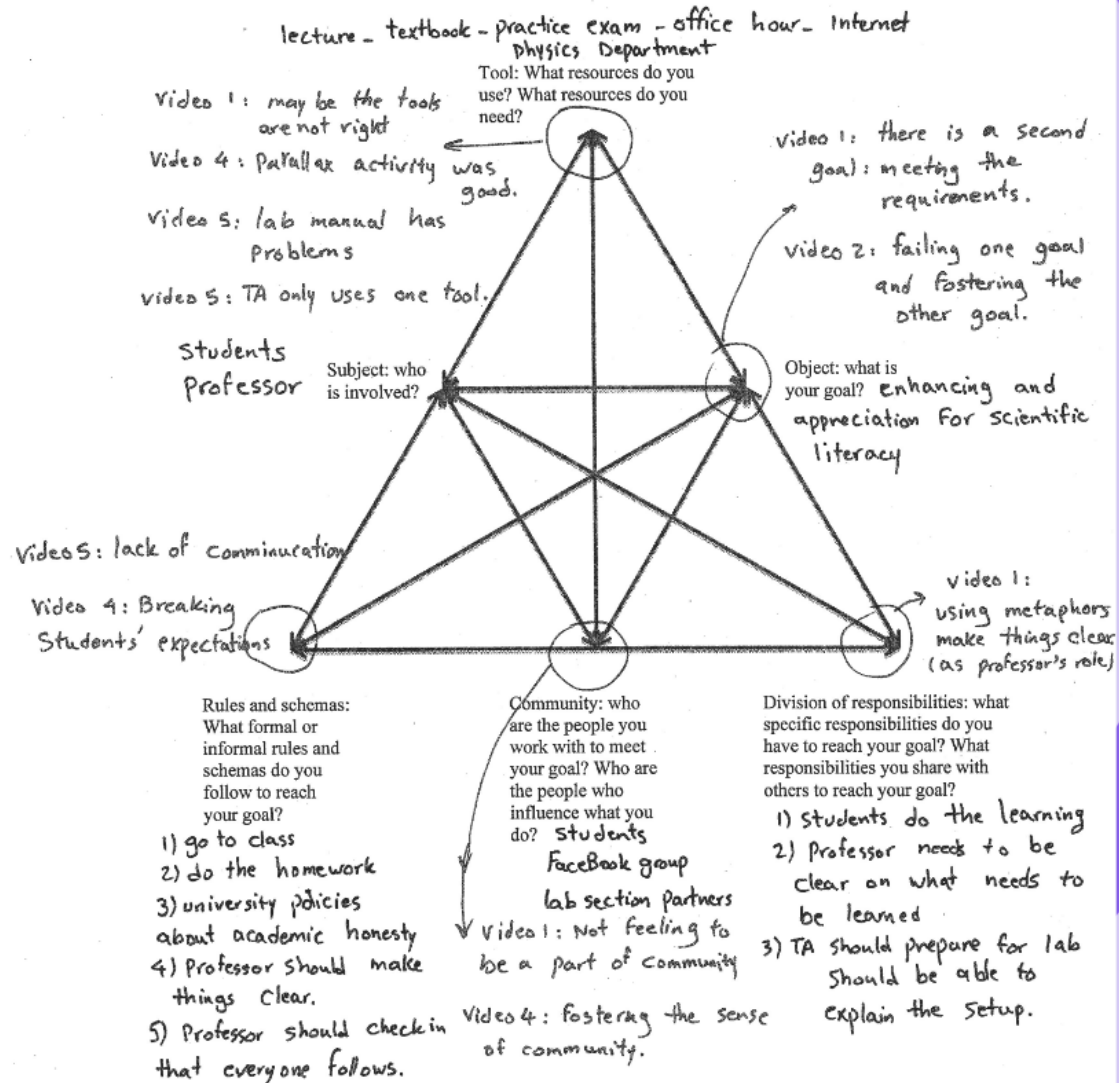 lecture - textbook - practice exam - office hour - Internet
Physics Department
Tool: What resources do you
use? What resources do you
need?
Video 1: may be the tools
are not right
Video 4: Parallax activity was
good.
Video 5: lab manual has
Problems
Video 5: TA only uses one tool.
Video 1: there is a second
goal: meeting the
requirements.
Video 2: failing one goal
and fostering the
other goal.
Students
Professor
Subject: who
is involved?
Object: what is
your goal? enhancing and
appreciation for scientific
literacy
Video 5: lack of comminucation
Video 4: Breaking
Students' expectations
Video 1:
using metaphors
make things clear
(as professor's role)
Rules and schemas:
What formal or
informal rules and
schemas do you
follow to reach
your goal?
1) go to class
2) do the homework
3) university policies
about academic honesty
4) Professor should make
things Clear.
5) Professor should check in
that everyone follows.
Community: who
are the people you
work with to meet
your goal? Who are
the people who
influence what you
do? Students
FaceBook group
lab section partners
Video 1: Not feeling to
be a part of community
Video 4: fostering the sense
of community.
Division of responsibilities: what
specific responsibilities do you
have to reach your goal? What
responsibilities you share with
others to reach your goal?
1) Students do the learning
2) Professor needs to be
clear on what needs to
be learned
3) TA should prepare for lab
should be able to
explain the setup.